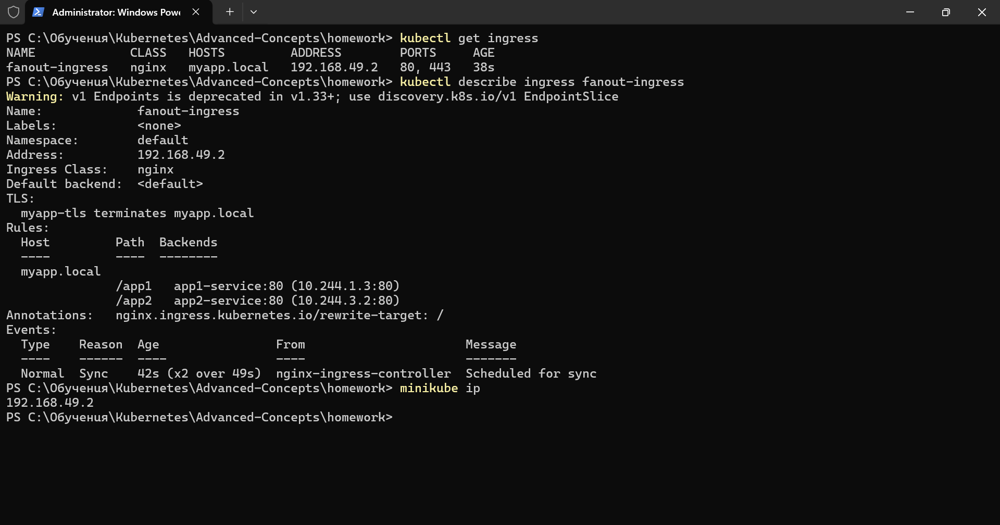 Administrator: Windows Powe
PS C:\Обучения\Kubernetes\Advanced-Concepts\homework> kubectl get ingress
NAME             CLASS   HOSTS         ADDRESS        PORTS     AGE
fanout-ingress   nginx   myapp.local   192.168.49.2   80, 443   38s
PS C:\Обучения\Kubernetes\Advanced-Concepts\homework> kubectl describe ingress fanout-ingress
Warning: v1 Endpoints is deprecated in v1.33+; use discovery.k8s.io/v1 EndpointSlice
Name:             fanout-ingress
Labels:           <none>
Namespace:        default
Address:          192.168.49.2
Ingress Class:    nginx
Default backend:  <default>
TLS:
  myapp-tls terminates myapp.local
Rules:
  Host         Path  Backends
  ----         ----  --------
  myapp.local
               /app1   app1-service:80 (10.244.1.3:80)
               /app2   app2-service:80 (10.244.3.2:80)
Annotations:   nginx.ingress.kubernetes.io/rewrite-target: /
Events:
  Type    Reason  Age                From                      Message
  ----    ------  ----               ----                      -------
  Normal  Sync    42s (x2 over 49s)  nginx-ingress-controller  Scheduled for sync
PS C:\Обучения\Kubernetes\Advanced-Concepts\homework> minikube ip
192.168.49.2
PS C:\Обучения\Kubernetes\Advanced-Concepts\homework>